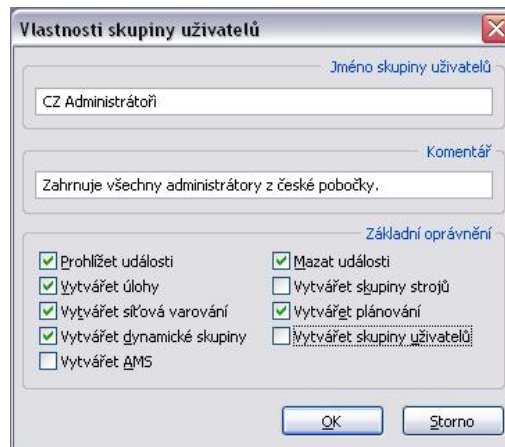 Vlastnosti skupiny uživatelů
Jméno skupiny uživatelů
CZ Administrátoři
Komentář
Zahrnuje všechny administrátory z české pobočky.
Základní oprávnění
Prohlížet události
Mazat události
Vytvářet úlohy
Vytvářet skupiny strojů
Vytvářet síťová varování
Vytvářet plánování
Vytvářet dynamické skupiny
Vytvářet skupiny uživatelů
Vytvářet AMS
OK
Storno